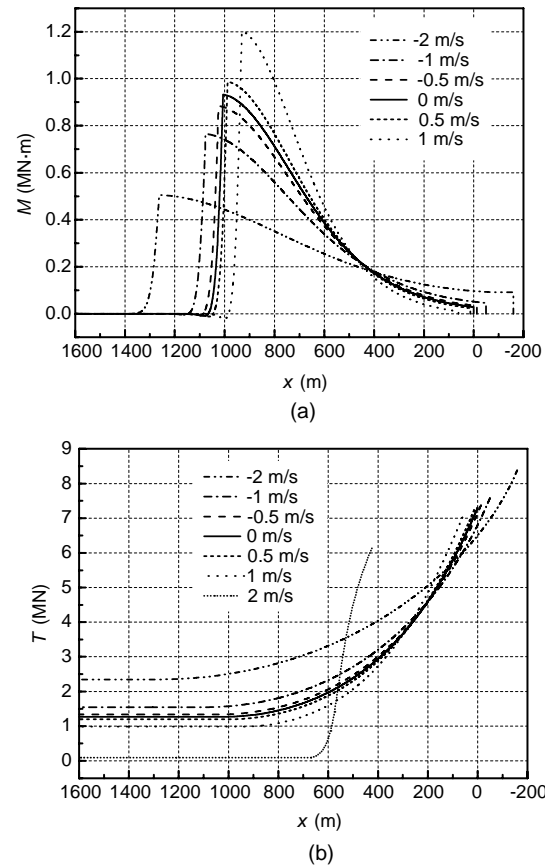 1.2
1.0
0.8
0.6
0.4
0.2
0.0
M (MN·m)
-2 m/s
-1 m/s
-0.5 m/s
0 m/s
0.5 m/s
1 m/s
1600 1400 1200 1000 800 600 400 200 0 -200
x (m)
(a)
9
8
7
6
5
4
3
2
1
0
T (MN)
-2 m/s
-1 m/s
-0.5 m/s
0 m/s
0.5 m/s
1 m/s
2 m/s
1600 1400 1200 1000 800 600 400 200 0 -200
x (m)
(b)